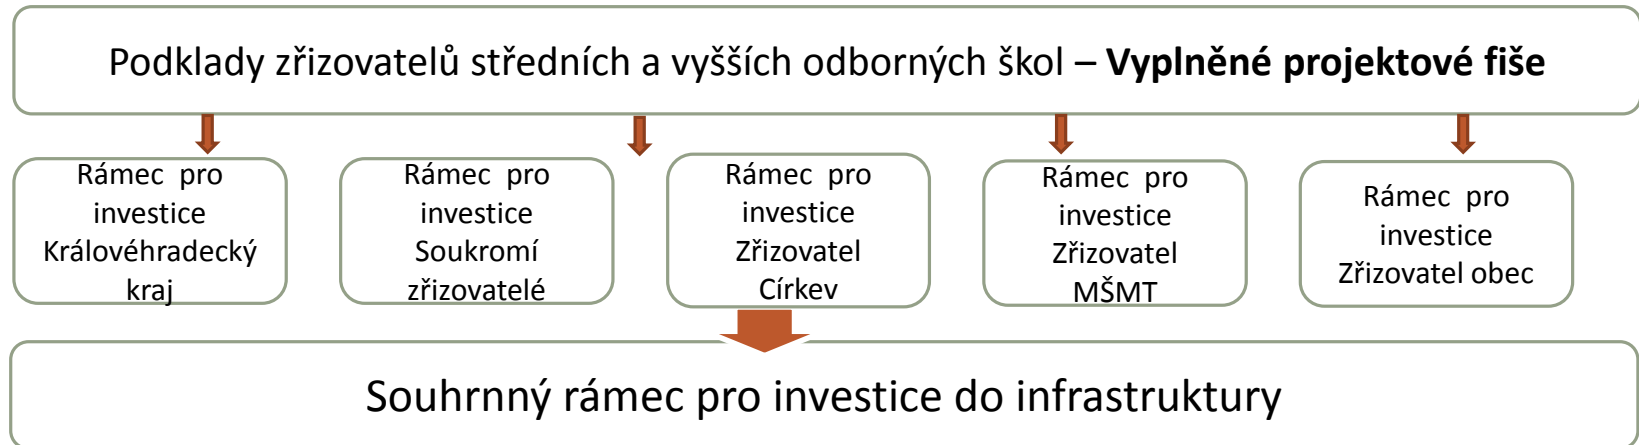 Podklady zřizovatelů středních a vyšších odborných škol – Vyplněné projektové fiše
Rámec pro
investice
Královéhradecký
kraj
Rámec pro
investice
Soukromí
zřizovatelé
Rámec pro
investice
Zřizovatel
Církev
Rámec pro
investice
Zřizovatel
MŠMT
Rámec pro
investice
Zřizovatel obec
Souhrnný rámec pro investice do infrastruktury